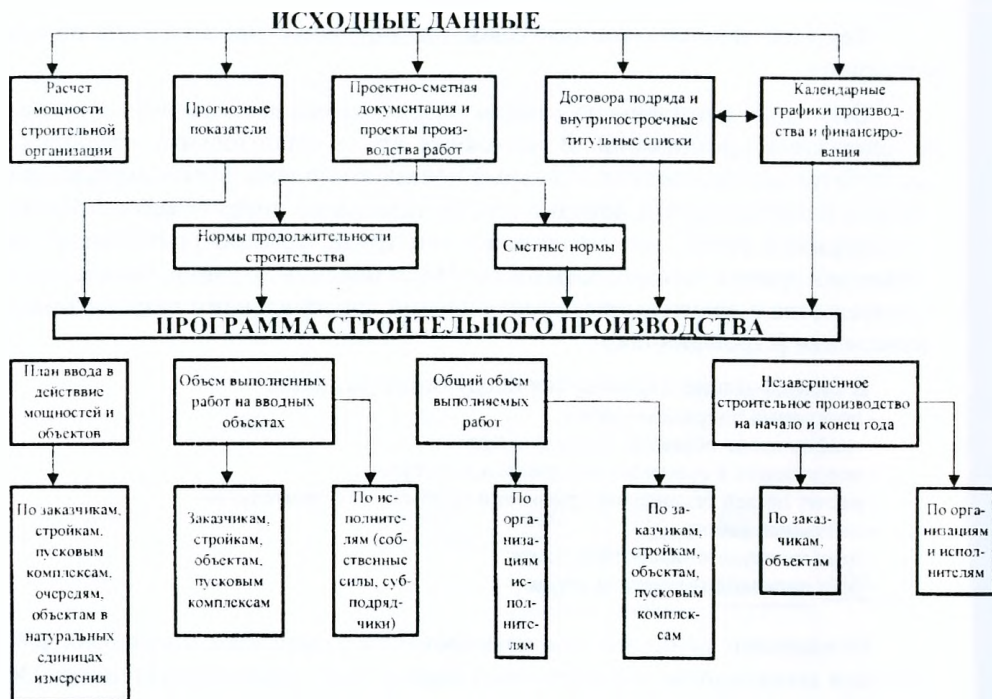 ИСХОДНЫЕ ДАННЫЕ
Расчет
мощности
строительной
организации
Прогнозные
показатели
Проектно-сметная
документация и
проекты произ-
водства работ
Договора подряда и
внутрипостроечные
титульные списки
Календарные
графики производ-
ства и финансиро-
вания
Нормы продолжительности
строительства
Сметные нормы
ПРОГРАММА СТРОИТЕЛЬНОГО ПРОИЗВОДСТВА
План ввода в
действвие
мощностей и
объектов
Объем выполненных
работ на вводных
объектах
Общий объем
выполняемых
работ
Незавершенное
строительное производство
на начало и конец года
По заказчикам,
стройкам,
пусковым
комплексам,
очередям,
объектам в
натуральных
единицах
измерения
Заказчикам,
стройкам,
объектам,
пусковым
комплексам
По ис-
полните-
лям (соб-
ственные
силы, суб-
подряд-
чики)
По
орга-
низаци-
ям ис-
пол-
ните-
лям
По за-
казчикам,
стройкам,
объектам,
пусковым
комплек-
сам
По заказ-
чикам,
объектам
По орга-
низациям
и испол-
нителям